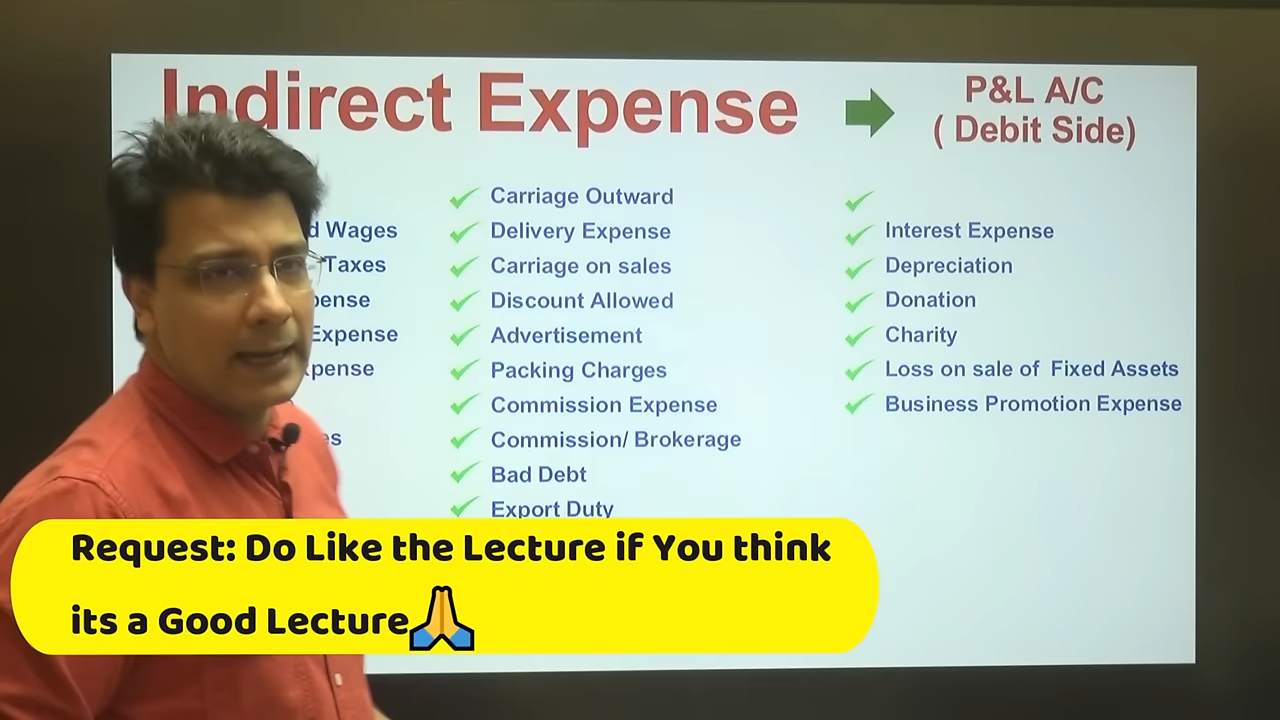 Indirect Expense
P&L A/C
( Debit Side)
Wages
Taxes
Expense
Carriage Outward
Delivery Expense
Carriage on sales
Discount Allowed
Advertisement
Packing Charges
Commission Expense
Commission/ Brokerage
Bad Debt
Export Duty
Interest Expense
Depreciation
Donation
Charity
Loss on sale of Fixed Assets
Business Promotion Expense
Request: Do Like the Lecture if You think
its a Good Lecture🙏